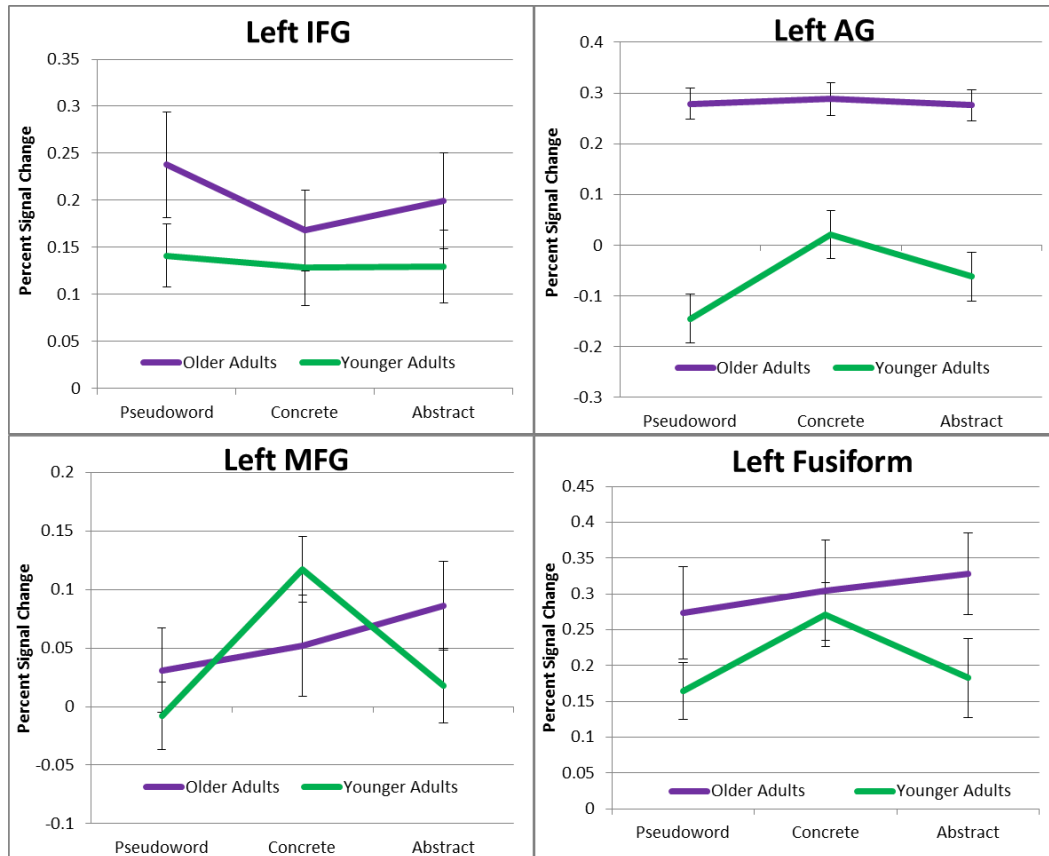 Left IFG
Percent Signal Change
0.35
0.3
0.25
0.2
0.15
0.1
0.05
0
Older Adults Younger Adults
Pseudoword Concrete Abstract
Left AG
Percent Signal Change
0.4
0.3
0.2
0.1
0
-0.1
-0.2
-0.3
Older Adults Younger Adults
Pseudoword Concrete Abstract
Left MFG
Percent Signal Change
0.2
0.15
0.1
0.05
0
-0.05
-0.1
Older Adults Younger Adults
Pseudoword Concrete Abstract
Left Fusiform
Percent Signal Change
0.45
0.4
0.35
0.3
0.25
0.2
0.15
0.1
0.05
0
Older Adults Younger Adults
Pseudoword Concrete Abstract